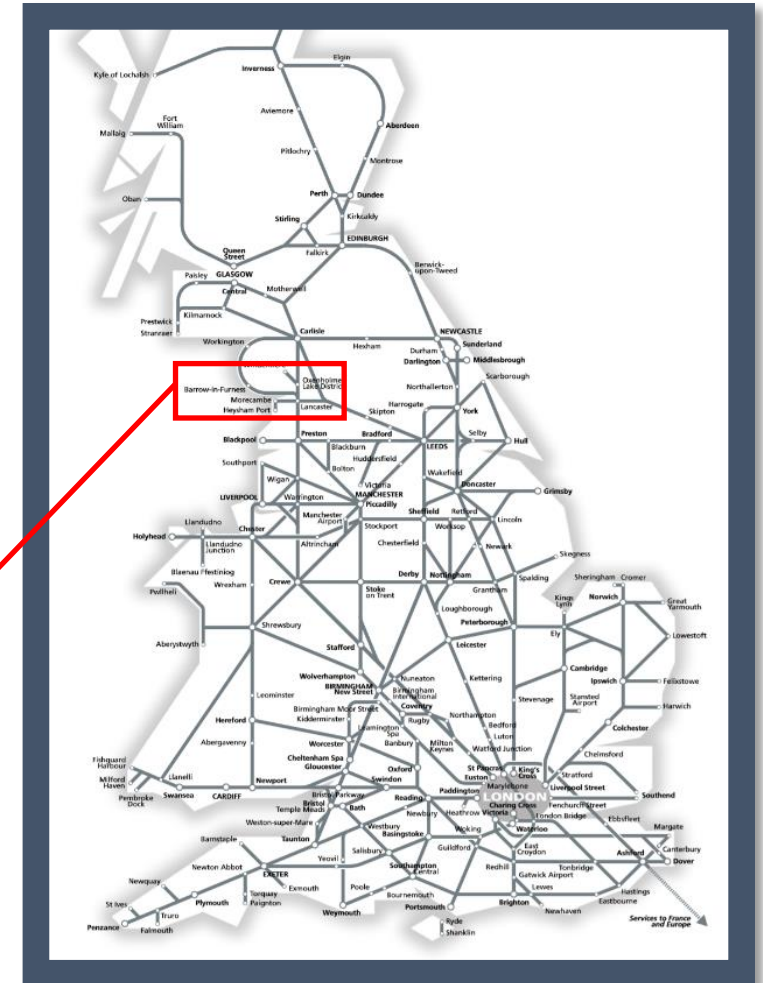 Elgin
Inverness
Kyle of Lochalsh
Aviemore
Fort
William
Mallaig
Aberdeen
Pitlochry
Montrose
Perth
Dundee
Oban
Stirling
Kirkcaldy
EDINBURGH
Queen
Street
Falkirk
Berwick-
upon-Tweed
Paisley
GLASGOW
Central
Motherwell
Kilmarnock
Prestwick
Stranraer
Carlisle
NEWCASTLE
Workington
Hexham
Sunderland
Durham
Darlington
Middlesbrough
Oxenholme
Lake District
Scarborough
Barrow-in-Furness
Northallerton
Morecambe
Lancaster
Harrogate
Heysham Port
Skipton
York
Blackpool
Preston
Bradford
Selby
Blackburn
LEEDS
Hull
Huddersfield
Southport
Bolton
Wakefield
Wigan
Victoria
Doncaster
MANCHESTER
LIVERPOOL
Warrington
Piccadilly
Grimsby
Manchester
Airport
Sheffield
Retford
Llandudno
Stockport
Lincoln
Chester
Worksop
Holyhead
Llandudno
Junction
Altrincham
Chesterfield
Newark
Skegness
Blaenau Ffestiniog
Derby
Nottingham
Pwllheli
Wrexham
Crewe
Stoke
on Trent
Grantham
Spalding
Sheringham
Cromer
Kings
Lynn
Norwich
Great
Yarmouth
Loughborough
Shrewsbury
Peterborough
Ely
Lowestoft
Aberystwyth
Stafford
Leicester
Wolverhampton
Cambridge
BIRMINGHAM
New Street
Nuneaton
Kettering
Ipswich
Felixstowe
Birmingham
International
Leominster
Stevenage
Stansted
Airport
Harwich
Birmingham Moor Street
Coventry
Kidderminster
Rugby
Northampton
Hereford
Leamington
Spa
Bedford
Colchester
Worcester
Banbury
Milton
Keynes
Luton
Abergavenny
Watford Junction
Chelmsford
Cheltenham Spa
Gloucester
Oxford
Fishguard
Harbour
St Pancras
King's
Cross
Euston
Stratford
Llanelli
Milford
Haven
Newport
Swindon
Marylebone
Liverpool Street
Bristol Parkway
Paddington
LONDON
Southend
Pembroke
Dock
Swansea
CARDIFF
Reading
Bristol
Temple Meads
Bath
Charing Cross
Fenchurch Street
Newbury
Heathrow
Victoria
London Bridge
Ebbsfleet
Weston-super-Mare
Waterloo
Westbury
Basingstoke
Woking
Margate
Barnstaple
Taunton
Guildford
East
Croydon
Canterbury
Salisbury
Ashford
Dover
Yeovil
Redhill
Tonbridge
Newton Abbot
EXETER
Southampton
Central
Gatwick Airport
Newquay
Exmouth
Poole
Lewes
Hastings
Torquay
Paignton
Bournemouth
Eastbourne
St Ives
Plymouth
Portsmouth
Brighton
Weymouth
Newhaven
Truro
Ryde
Services to France
and Europe
Penzance
Falmouth
Shanklin